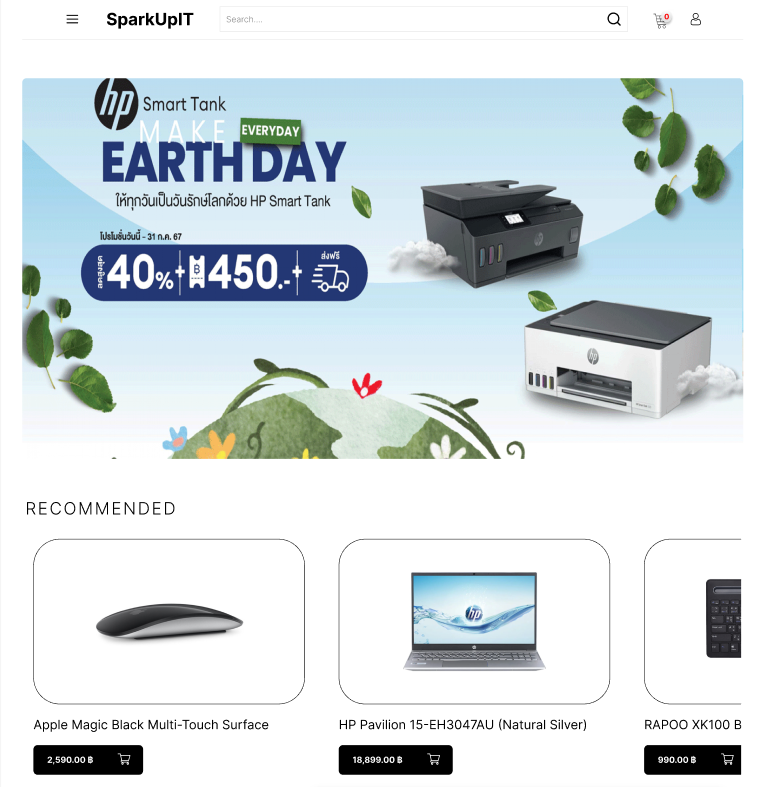 SparkUpIT
Search....
0
hp
Smart Tank
MAKE
EVERYDAY
EARTH DAY
ให้ทุกวันเป็นวันรักษ์โลกด้วย HP Smart Tank
โปรโมชั่นวันนี้ - 31 ก.ค. 67
ลดสูงสุด 40% + ฿450.- + ส่งฟรี
RECOMMENDED
hp
Apple Magic Black Multi-Touch Surface
HP Pavilion 15-EH3047AU (Natural Silver)
RAPOO XK100 B
2,590.00 ฿
18,899.00 ฿
990.00 ฿